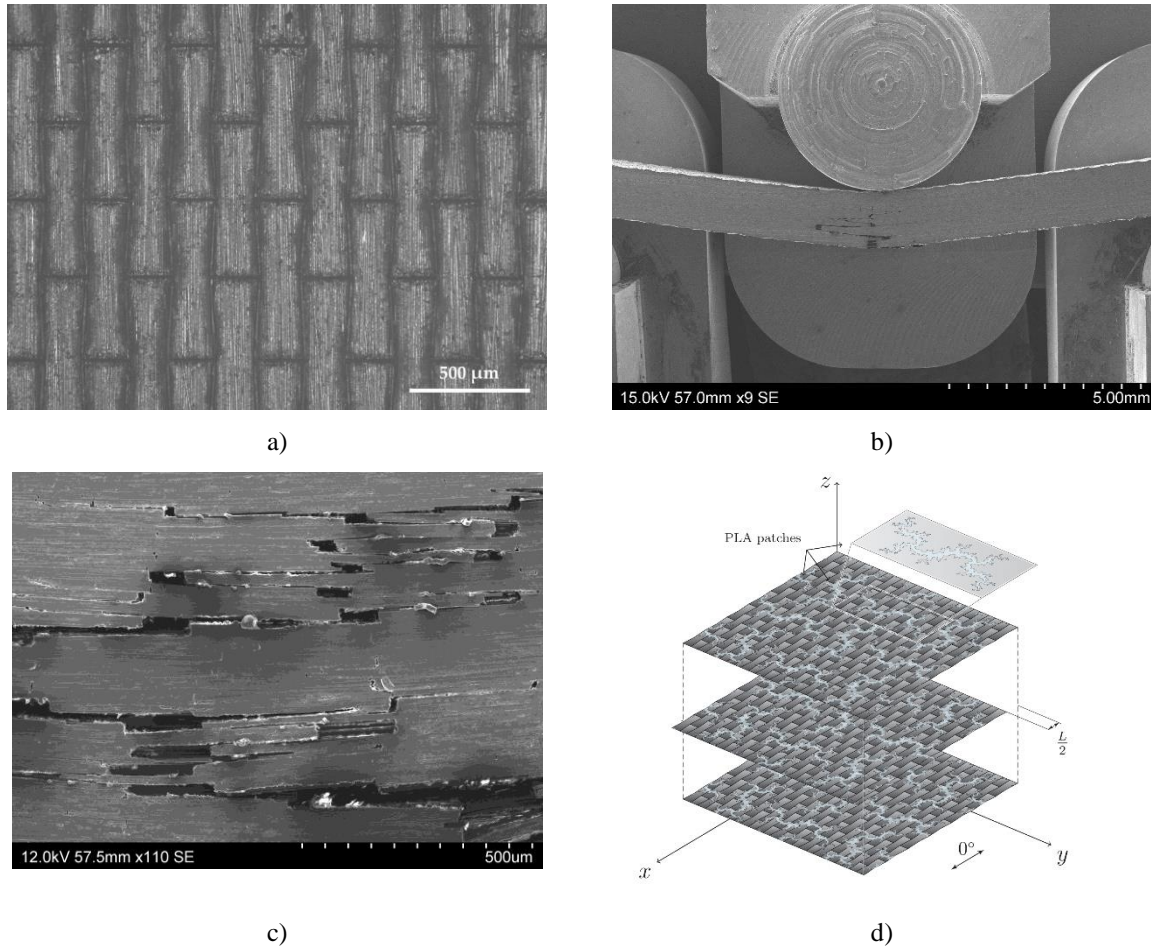 500 µm
a)
15.0kV 57.0mm x9 SE
5.00mm
b)
12.0kV 57.5mm x110 SE
500um
c)
z
PLA patches
L
2
x
0°
y
d)